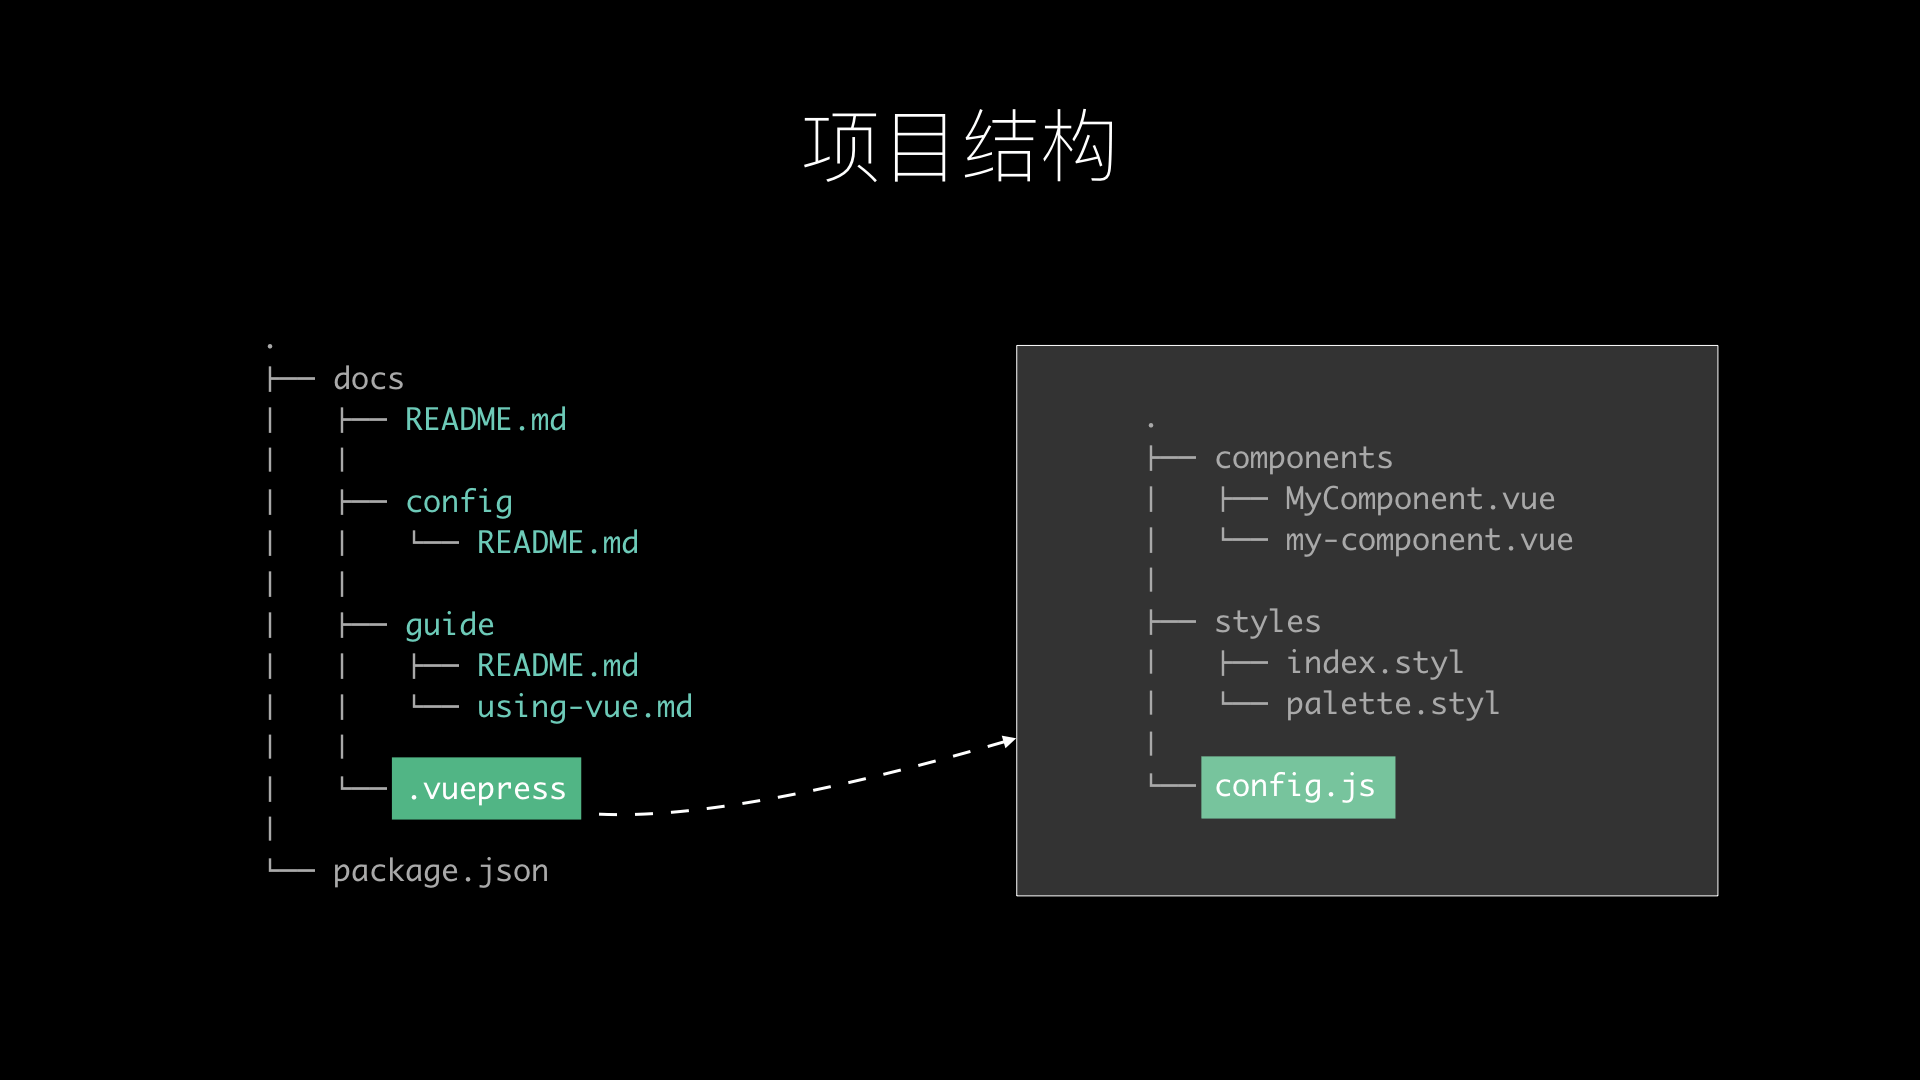 项目结构
.
├── docs
│   ├── README.md
│   │
│   ├── config
│   │   └── README.md
│   │
│   ├── guide
│   │   ├── README.md
│   │   └── using-vue.md
│   │
│   └── .vuepress
│
└── package.json
.
├── components
│   ├── MyComponent.vue
│   └── my-component.vue
│
├── styles
│   ├── index.styl
│   └── palette.styl
│
└── config.js